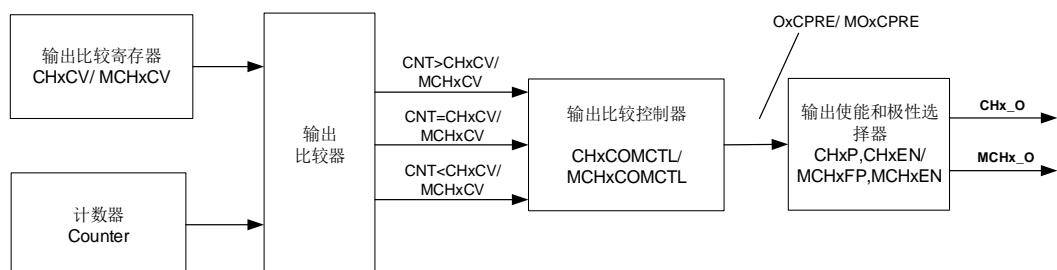 输出比较寄存器
CHxCV/ MCHxCV
计数器
Counter
输出
比较器
CNT>CHxCV/
MCHxCV
CNT=CHxCV/
MCHxCV
CNT<CHxCV/
MCHxCV
输出比较控制器
CHxCOMCTL/
MCHxCOMCTL
OxCPRE/ MOxCPRE
输出使能和极性选
择器
CHxP,CHxEN/
MCHxFP,MCHxEN
CHx_O
MCHx_O